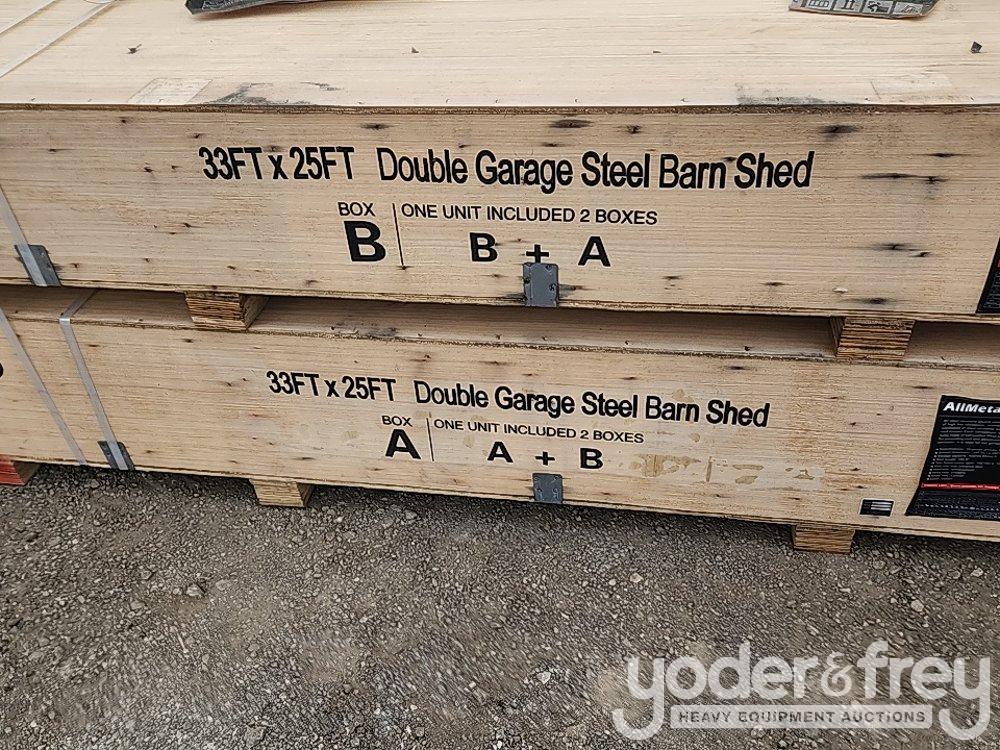 33FT x 25FT Double Garage Steel Barn Shed
BOX
B
ONE UNIT INCLUDED 2 BOXES
B + A
33FT x 25FT Double Garage Steel Barn Shed
BOX
A
ONE UNIT INCLUDED 2 BOXES
A + B
AllMeta
yoder&frey
HEAVY EQUIPMENT AUCTIONS